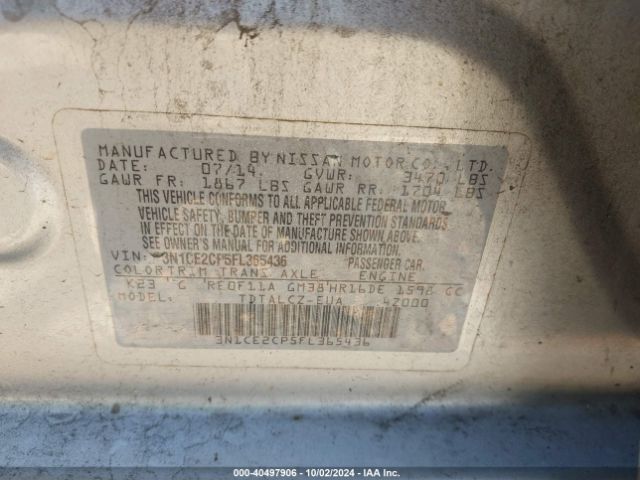 MANUFACTURED BY NISSAN MOTOR CO., LTD.
DATE: 07/14 GVWR: 3470 LBS
GAWR FR: 1867 LBS GAWR RR: 1704 LBS
THIS VEHICLE CONFORMS TO ALL APPLICABLE FEDERAL MOTOR
VEHICLE SAFETY, BUMPER AND THEFT PREVENTION STANDARDS
IN EFFECT ON THE DATE OF MANUFACTURE SHOWN ABOVE.
SEE OWNER'S MANUAL FOR ADDITIONAL INFORMATION.
VIN: 3N1CE2CP5FL365436 PASSENGER CAR
COLOR TRIM TRANS AXLE ENGINE
K23 G RE0F11A GM38 HR16DE 1598 CC
MODEL: TDTALCZ-EUA 4Z000
3N1CE2CP5FL365436
000-40497906 - 10/02/2024 - IAA Inc.